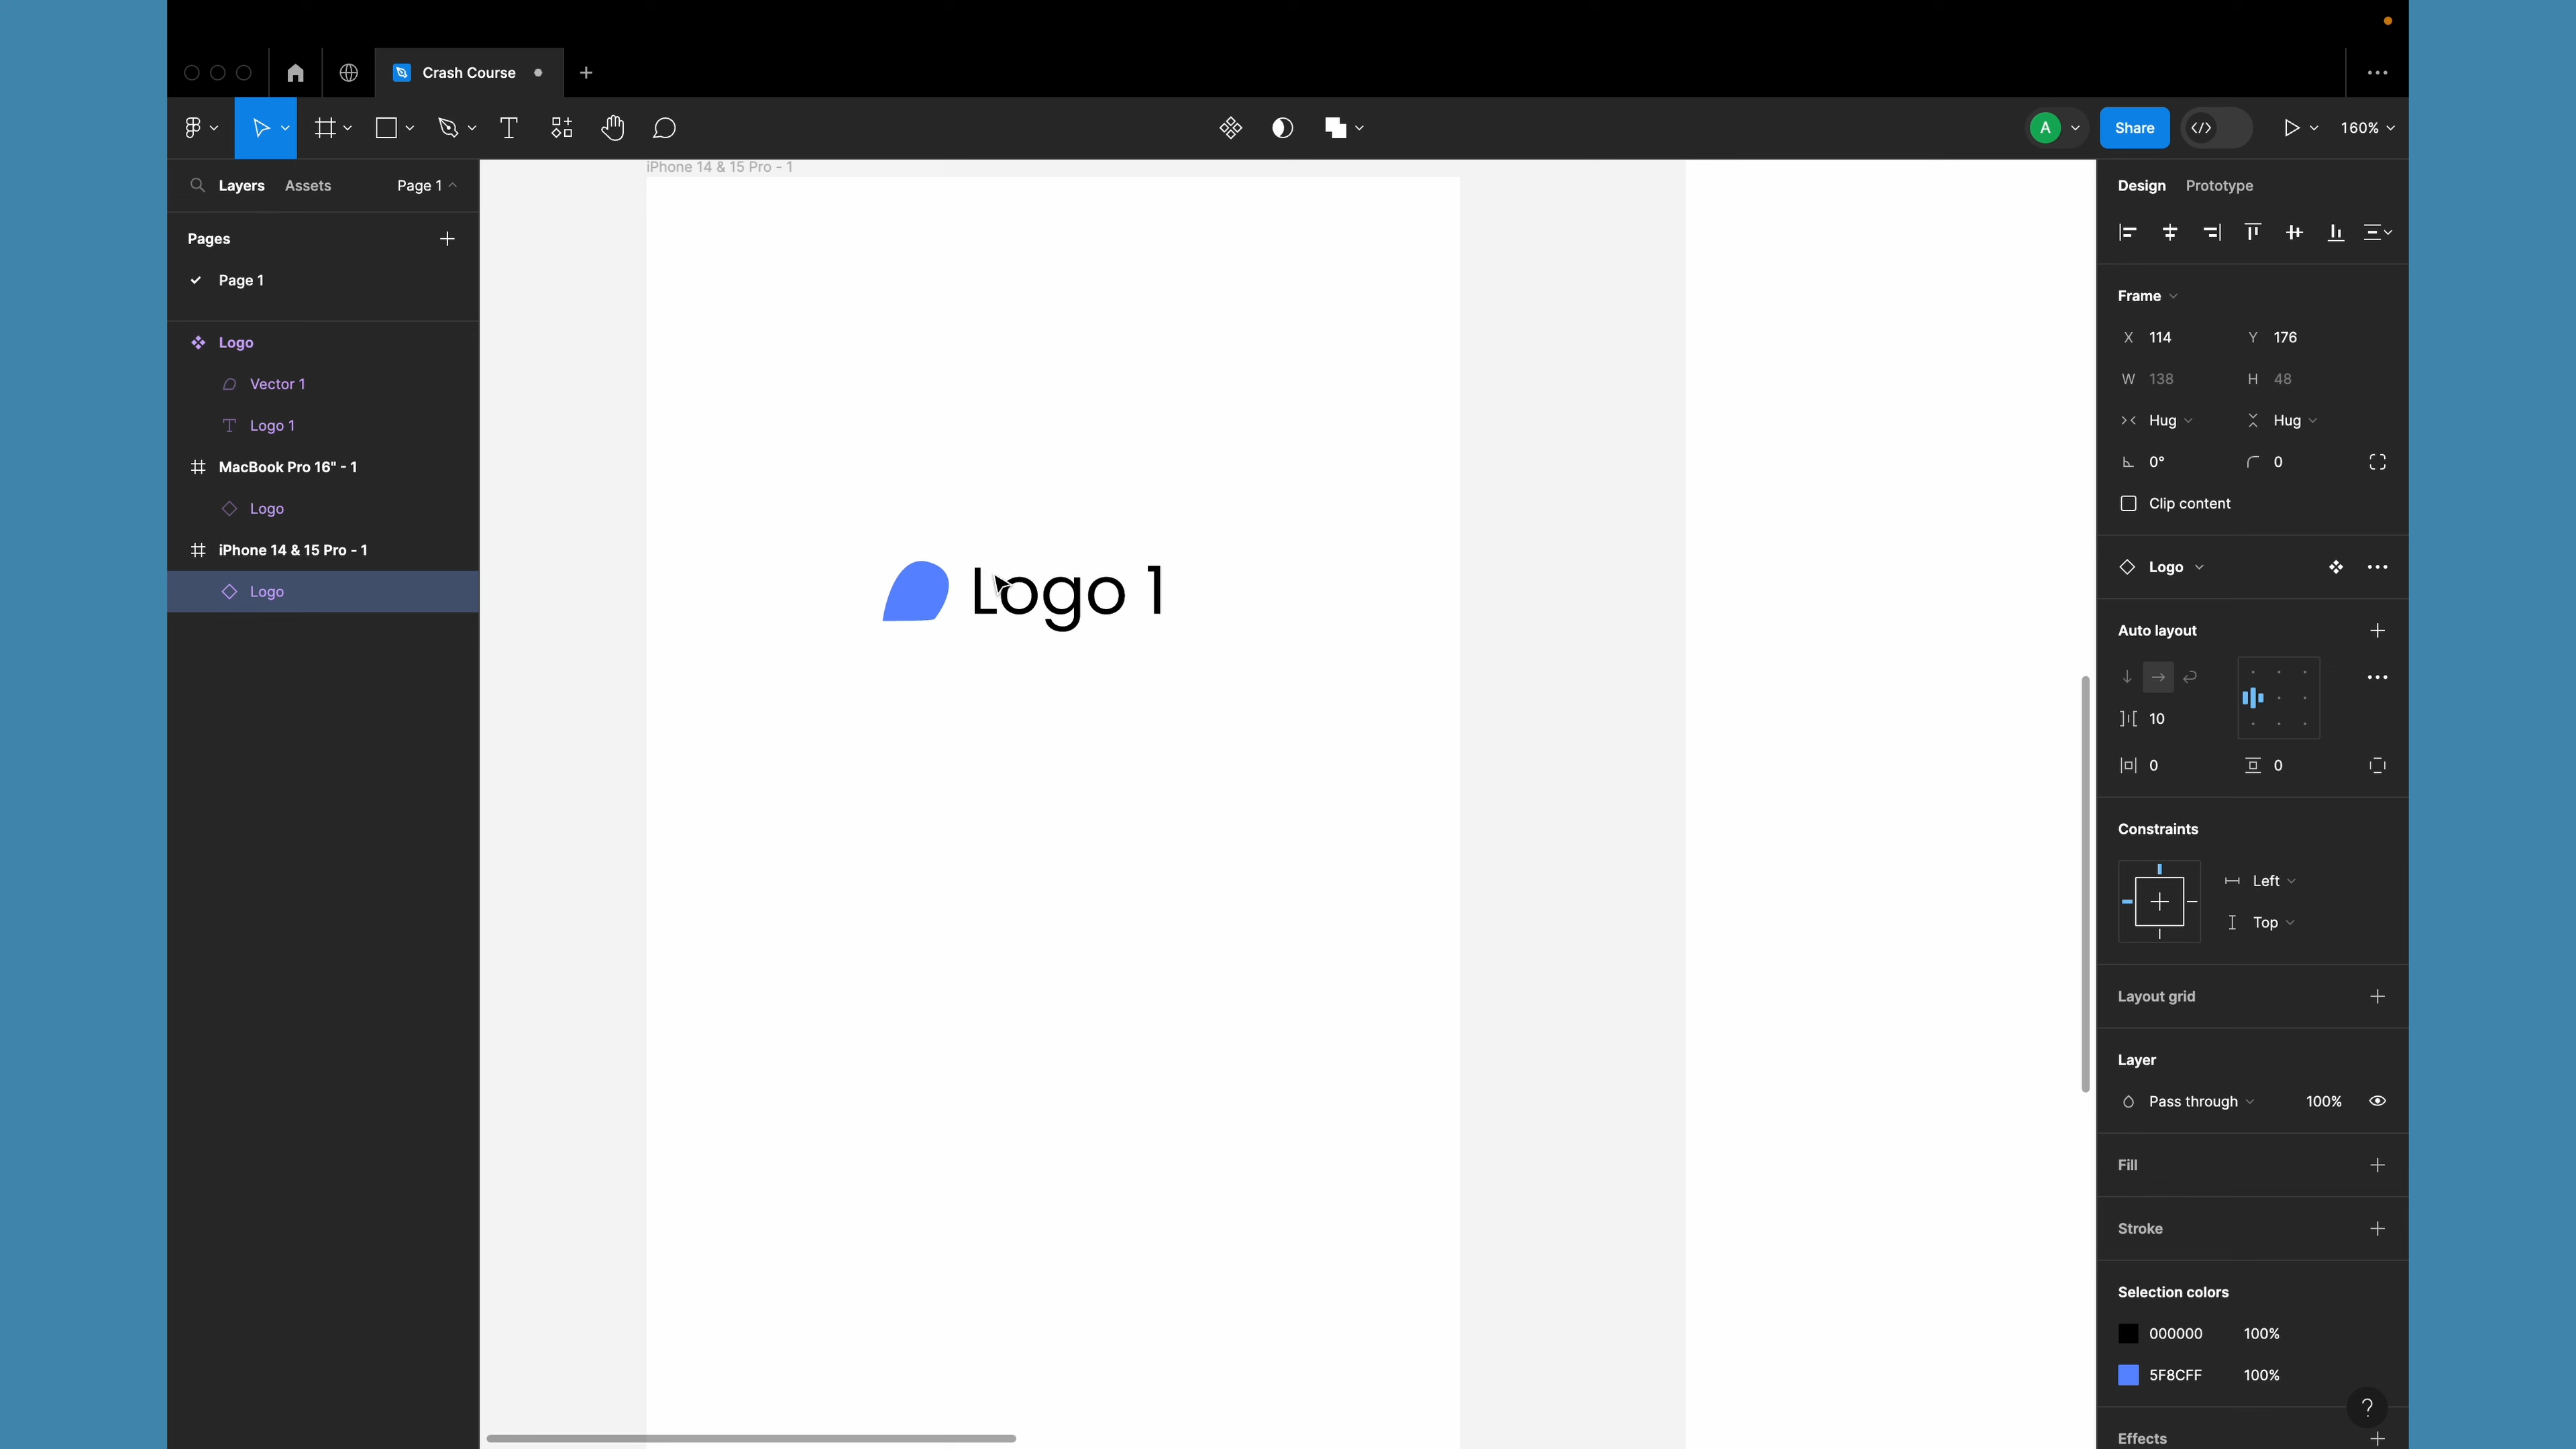 Crash Course
A
Share
160%
Layers Assets Page 1
Pages
Page 1
Logo
Vector 1
Logo 1
MacBook Pro 16" - 1
Logo
iPhone 14 & 15 Pro - 1
Logo
iPhone 14 & 15 Pro - 1
Logo 1
Design Prototype
Frame
X 114 Y 176
W 138 H 48
Hug Hug
0° 0
Clip content
Logo
Auto layout
10
0 0
Constraints
Left
Top
Layout grid
Layer
Pass through 100%
Fill
Stroke
Selection colors
000000 100%
5F8CFF 100%
?
Effects